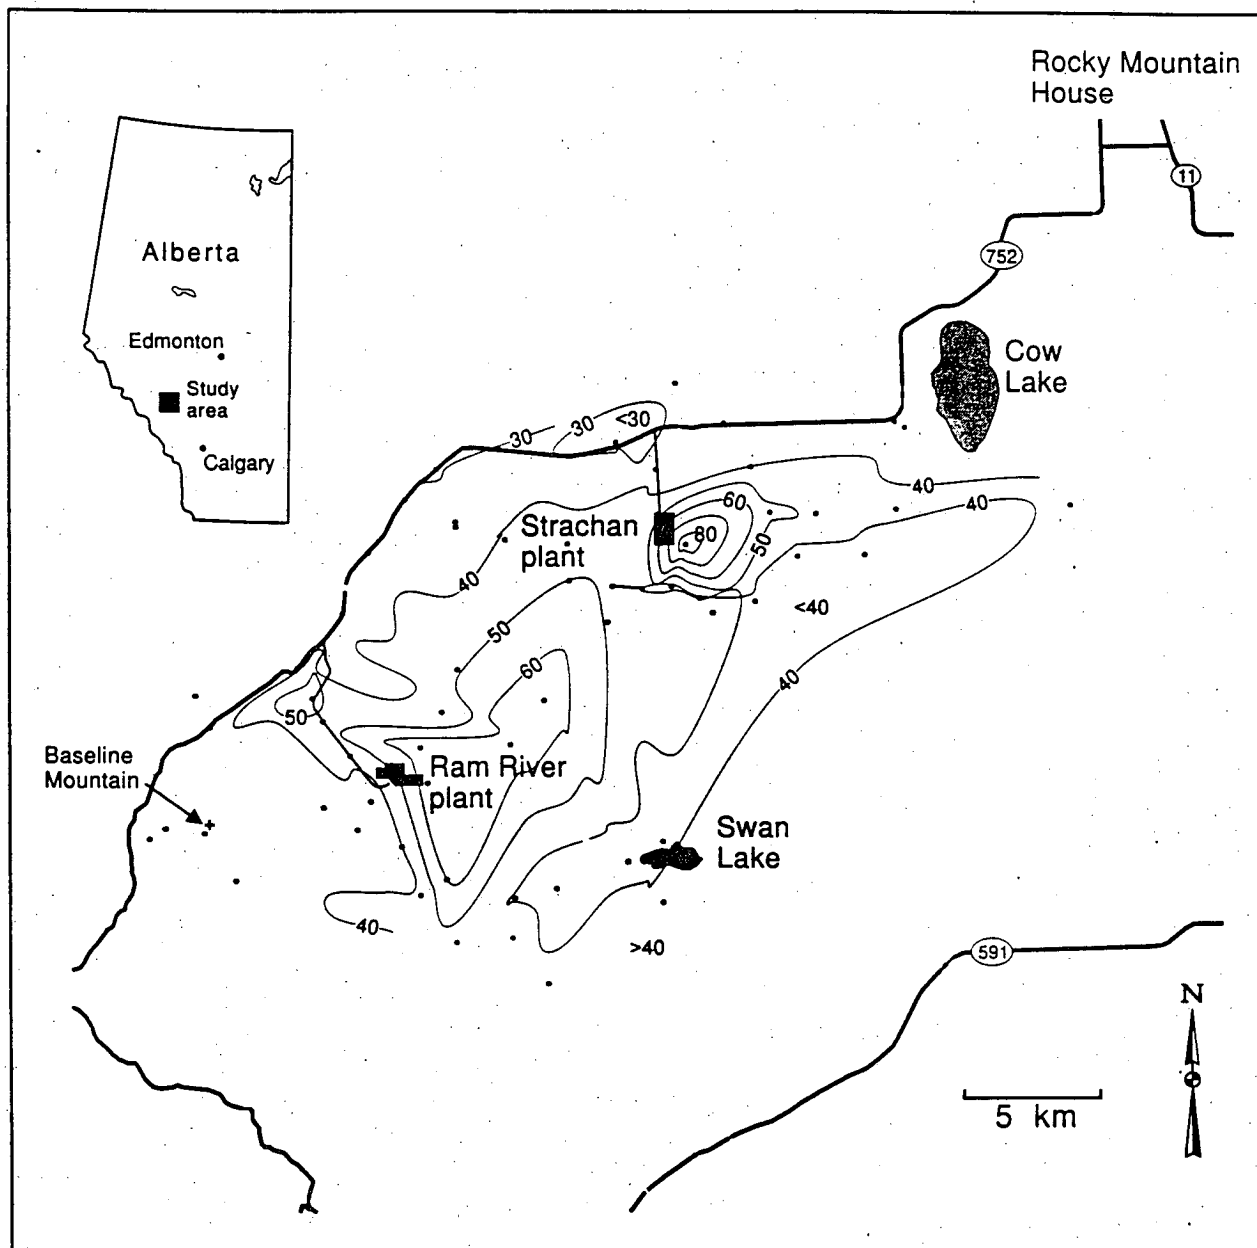 Rocky Mountain
House
11
752
Alberta
Edmonton
Study
area
Calgary
Cow
Lake
30
30
<30
40
40
60
80
50
Strachan
plant
40
<40
50
60
40
50
Baseline
Mountain
Ram River
plant
Swan
Lake
40
>40
591
N
5 km